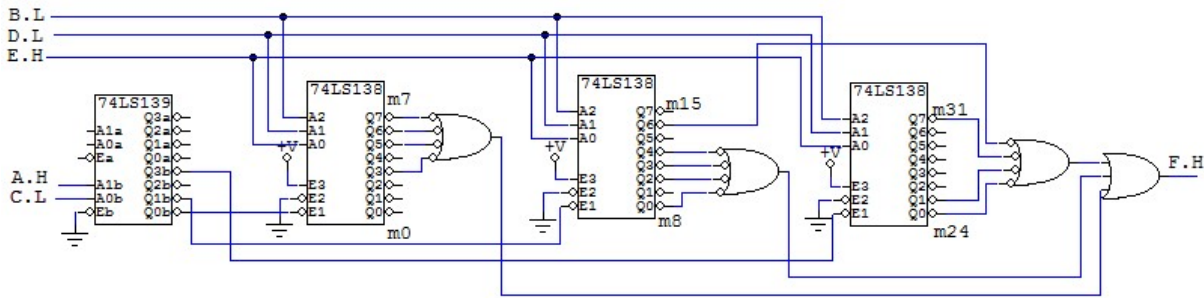 B.L
D.L
E.H
A.H
C.L
74LS139
A1a
A0a
Ea
A1b
A0b
Eb
Q3a
Q2a
Q1a
Q0a
Q3b
Q2b
Q1b
Q0b
+V
74LS138
m7
A2
A1
A0
E3
E2
E1
Q7
Q6
Q5
Q4
Q3
Q2
Q1
Q0
m0
+V
74LS138
m15
A2
A1
A0
E3
E2
E1
Q7
Q6
Q5
Q4
Q3
Q2
Q1
Q0
m8
+V
74LS138
m31
A2
A1
A0
E3
E2
E1
Q7
Q6
Q5
Q4
Q3
Q2
Q1
Q0
m24
F.H